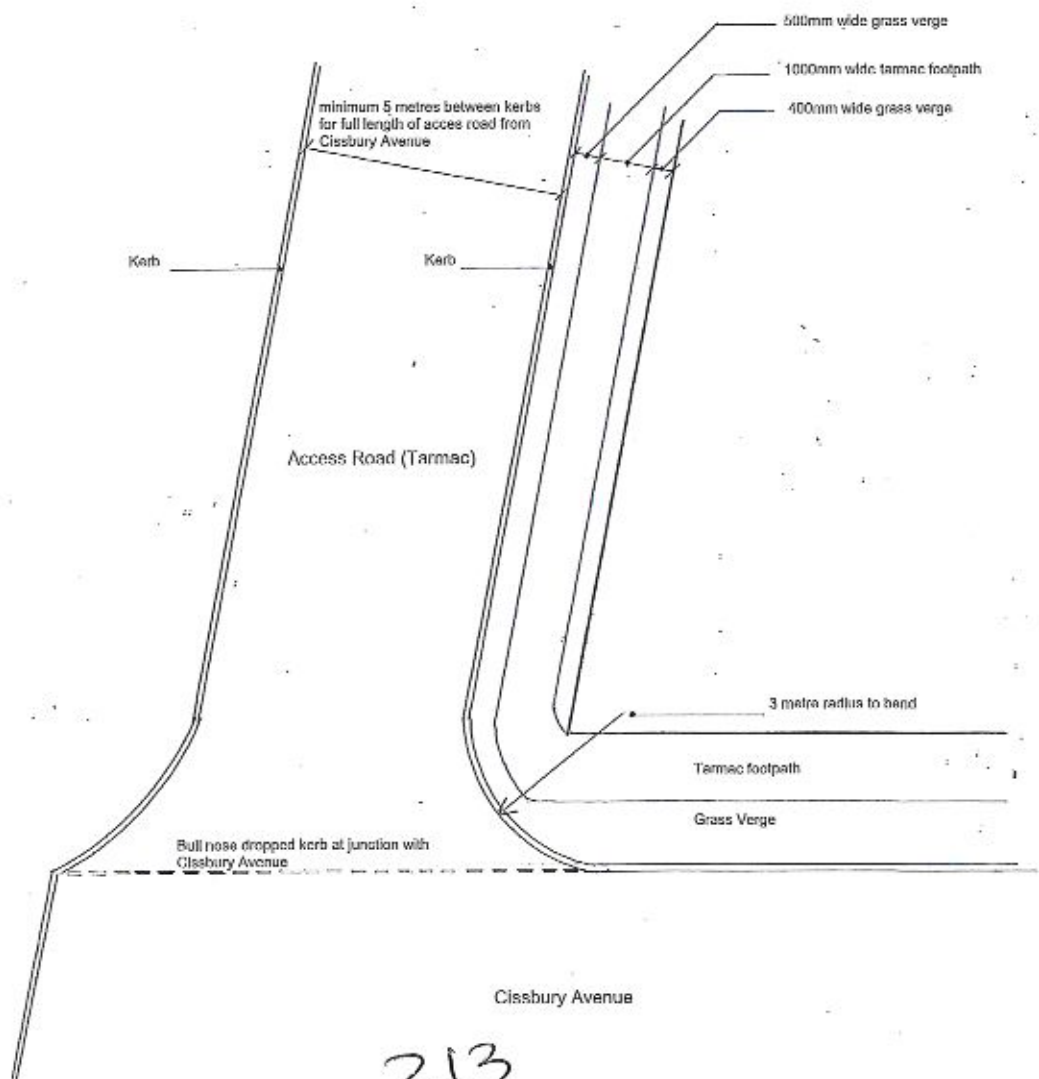 500mm wide grass verge
1000mm wide tarmac footpath
400mm wide grass verge
minimum 5 metres between kerbs
for full length of acces road from
Cissbury Avenue
Kerb
Kerb
Access Road (Tarmac)
3 metre radius to bend
Tarmac footpath
Grass Verge
Bull nose dropped kerb at junction with
Cissbury Avenue
Cissbury Avenue
213